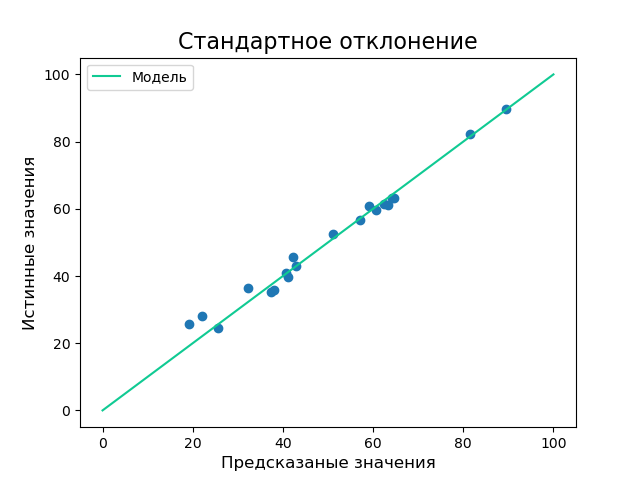 Стандартное отклонение
Модель
Истинные значения
100
80
60
40
20
0
0 20 40 60 80 100
Предсказаные значения